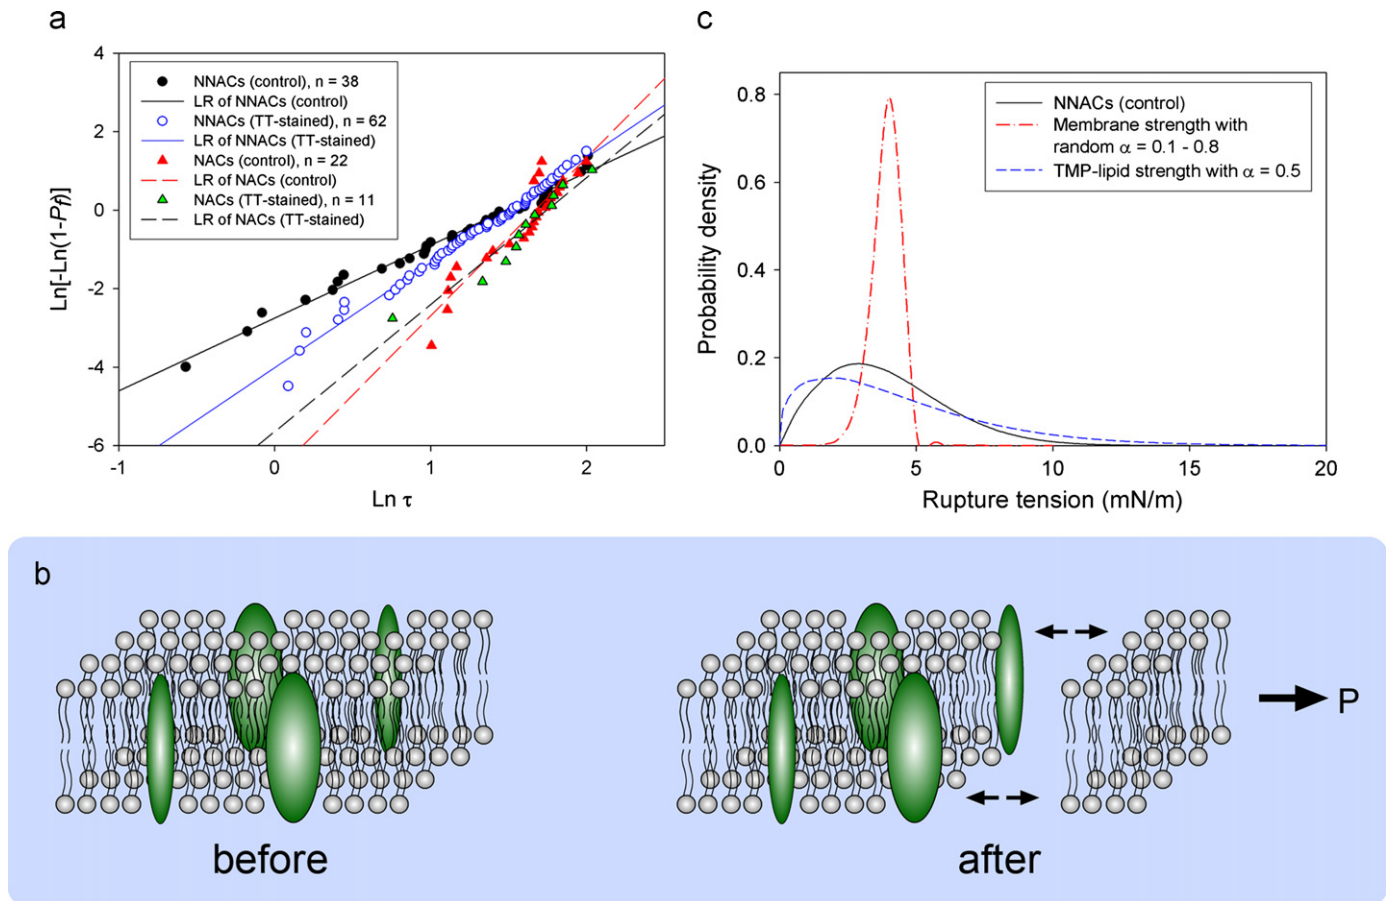 a
4
2
0
-2
-4
-6
-1
0
1
2
Ln[-Ln(1-Pf)]
Ln τ
NNACs (control), n = 38
LR of NNACs (control)
NNACs (TT-stained), n = 62
LR of NNACs (TT-stained)
NACs (control), n = 22
LR of NACs (control)
NACs (TT-stained), n = 11
LR of NACs (TT-stained)
c
0.8
0.6
0.4
0.2
0.0
0
5
10
15
20
Probability density
Rupture tension (mN/m)
NNACs (control)
Membrane strength with
random α = 0.1 - 0.8
TMP-lipid strength with α = 0.5
b
P
before
after